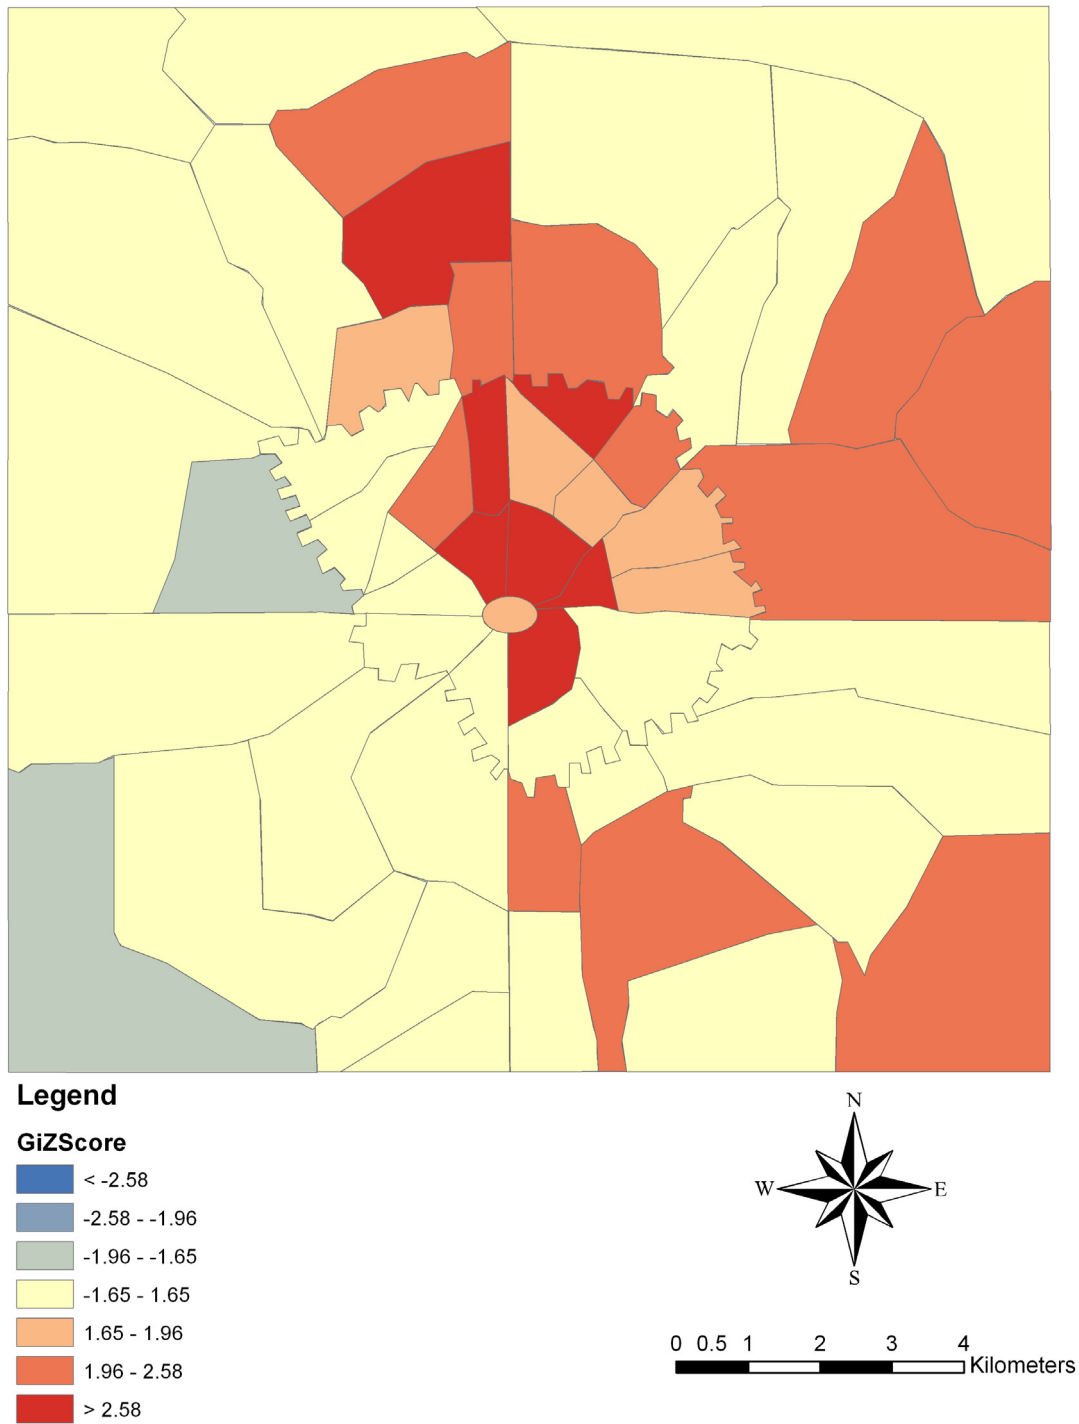 Legend
GiZScore
< -2.58
-2.58 - -1.96
-1.96 - -1.65
-1.65 - 1.65
1.65 - 1.96
1.96 - 2.58
> 2.58
N
W E
S
0 0.5 1 2 3 4
Kilometers